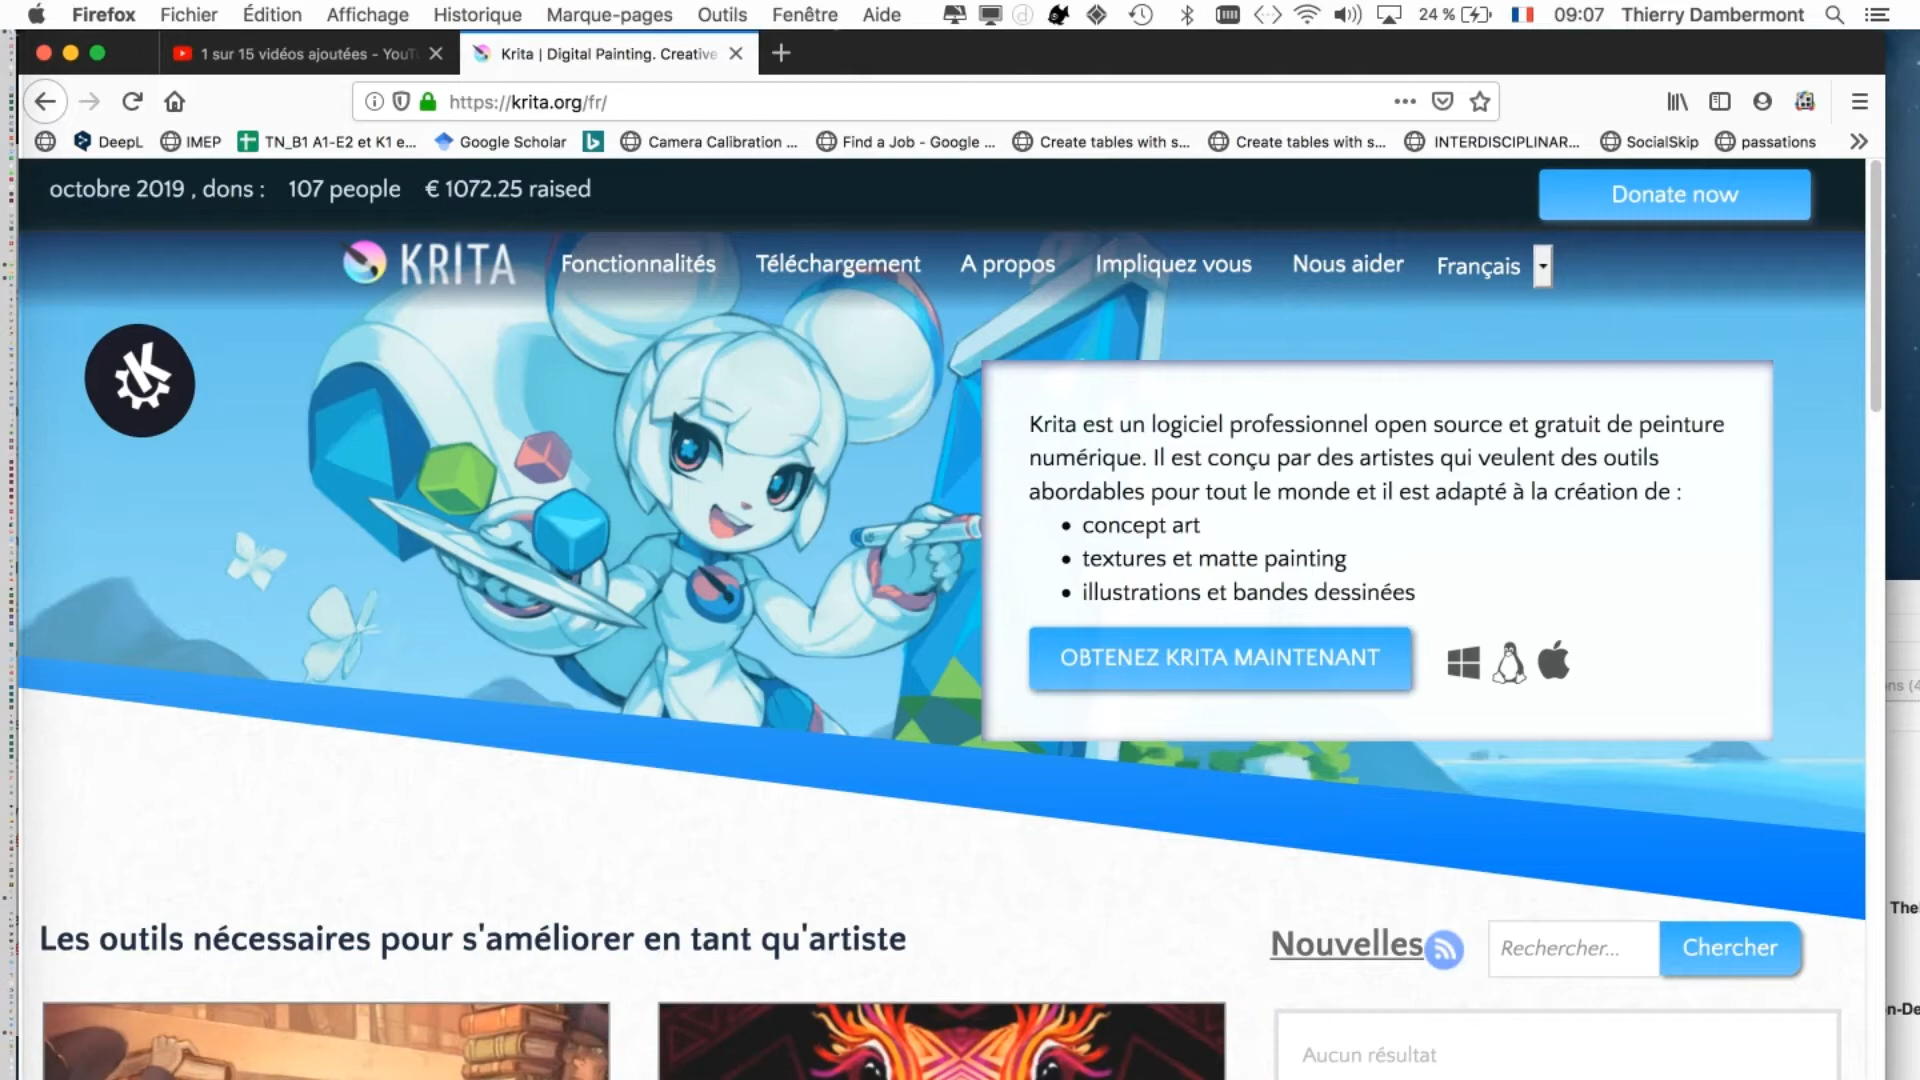 Firefox Fichier Édition Affichage Historique Marque-pages Outils Fenêtre Aide 24 % 09:07 Thierry Dambermont
1 sur 15 vidéos ajoutées - YouT
Krita | Digital Painting. Creative
https://krita.org/fr/
DeepL IMEP TN_B1 A1-E2 et K1 e... Google Scholar Camera Calibration ... Find a Job - Google ... Create tables with s... Create tables with s... INTERDISCIPLINAR... SocialSkip passations
octobre 2019 , dons : 107 people € 1072.25 raised
Donate now
KRITA Fonctionnalités Téléchargement A propos Impliquez vous Nous aider Français
Krita est un logiciel professionnel open source et gratuit de peinture
numérique. Il est conçu par des artistes qui veulent des outils
abordables pour tout le monde et il est adapté à la création de :
• concept art
• textures et matte painting
• illustrations et bandes dessinées
OBTENEZ KRITA MAINTENANT
Les outils nécessaires pour s'améliorer en tant qu'artiste
Nouvelles
Rechercher...
Chercher
Aucun résultat
The
n-De